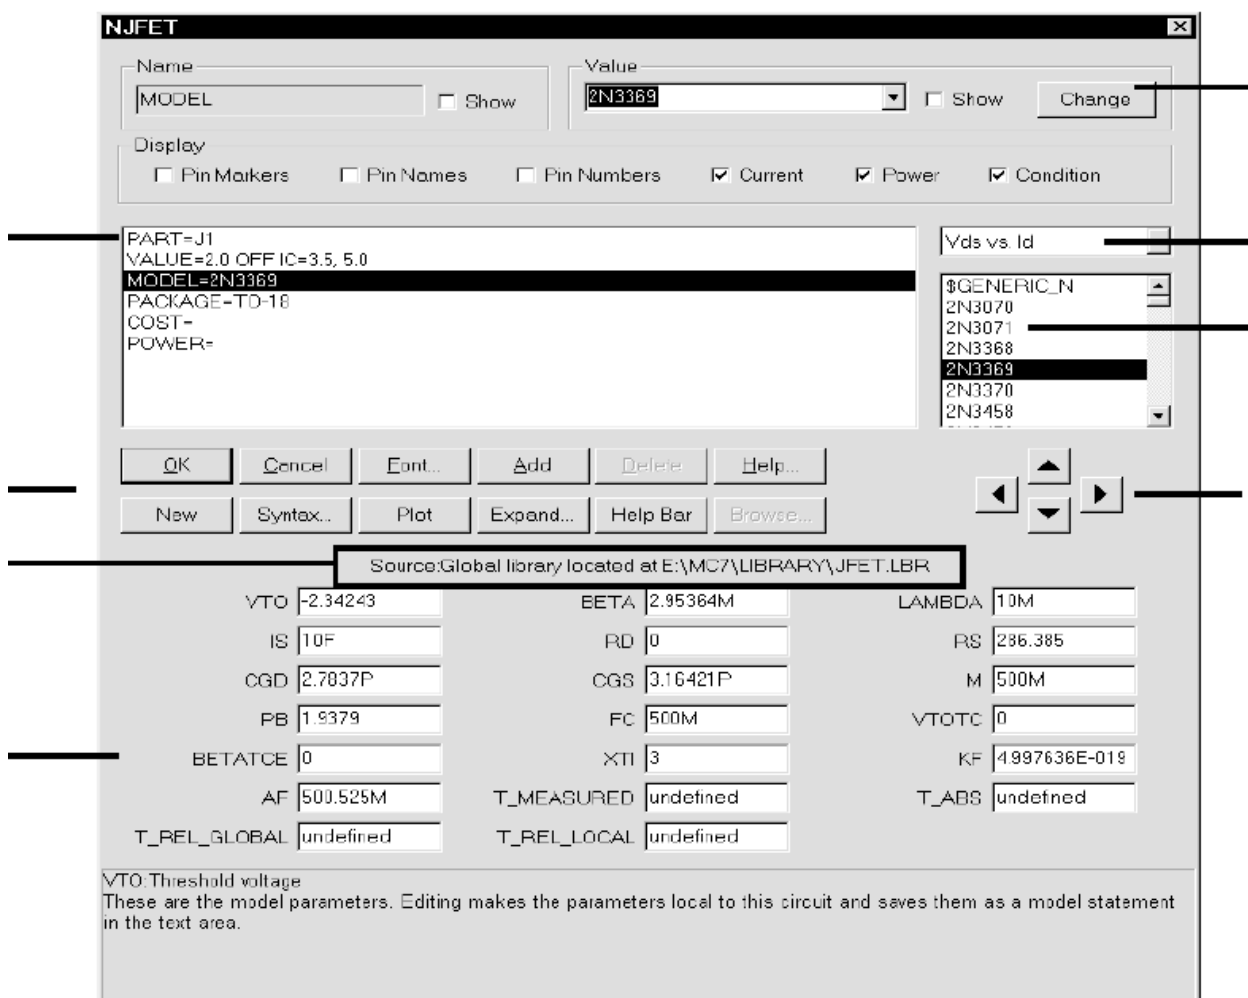 NJFET
Name
Value
MODEL
Show
2N3369
Show
Change
Display
Pin Markers
Pin Names
Pin Numbers
Current
Power
Condition
PART=J1
VALUE=2.0 OFF IC=3.5, 5.0
MODEL=2N3369
PACKAGE=TO-18
COST=
POWER=
Vds vs. Id
$GENERIC_N
2N3070
2N3071
2N3368
2N3369
2N3370
2N3458
OK
Cancel
Font...
Add
Delete
Help...
New
Syntax...
Plot
Expand...
Help Bar
Browse...
Source:Global library located at E:\MC7\LIBRARY\JFET.LBR
VTO -2.34243
BETA 2.95364M
LAMBDA 10M
IS 10F
RD 0
RS 286.385
CGD 2.7837P
CGS 3.16421P
M 500M
PB 1.9379
FC 500M
VTOTC 0
BETATCE 0
XTI 3
KF 4.997636E-019
AF 500.525M
T_MEASURED undefined
T_ABS undefined
T_REL_GLOBAL undefined
T_REL_LOCAL undefined
VTO:Threshold voltage
These are the model parameters. Editing makes the parameters local to this circuit and saves them as a model statement
in the text area.